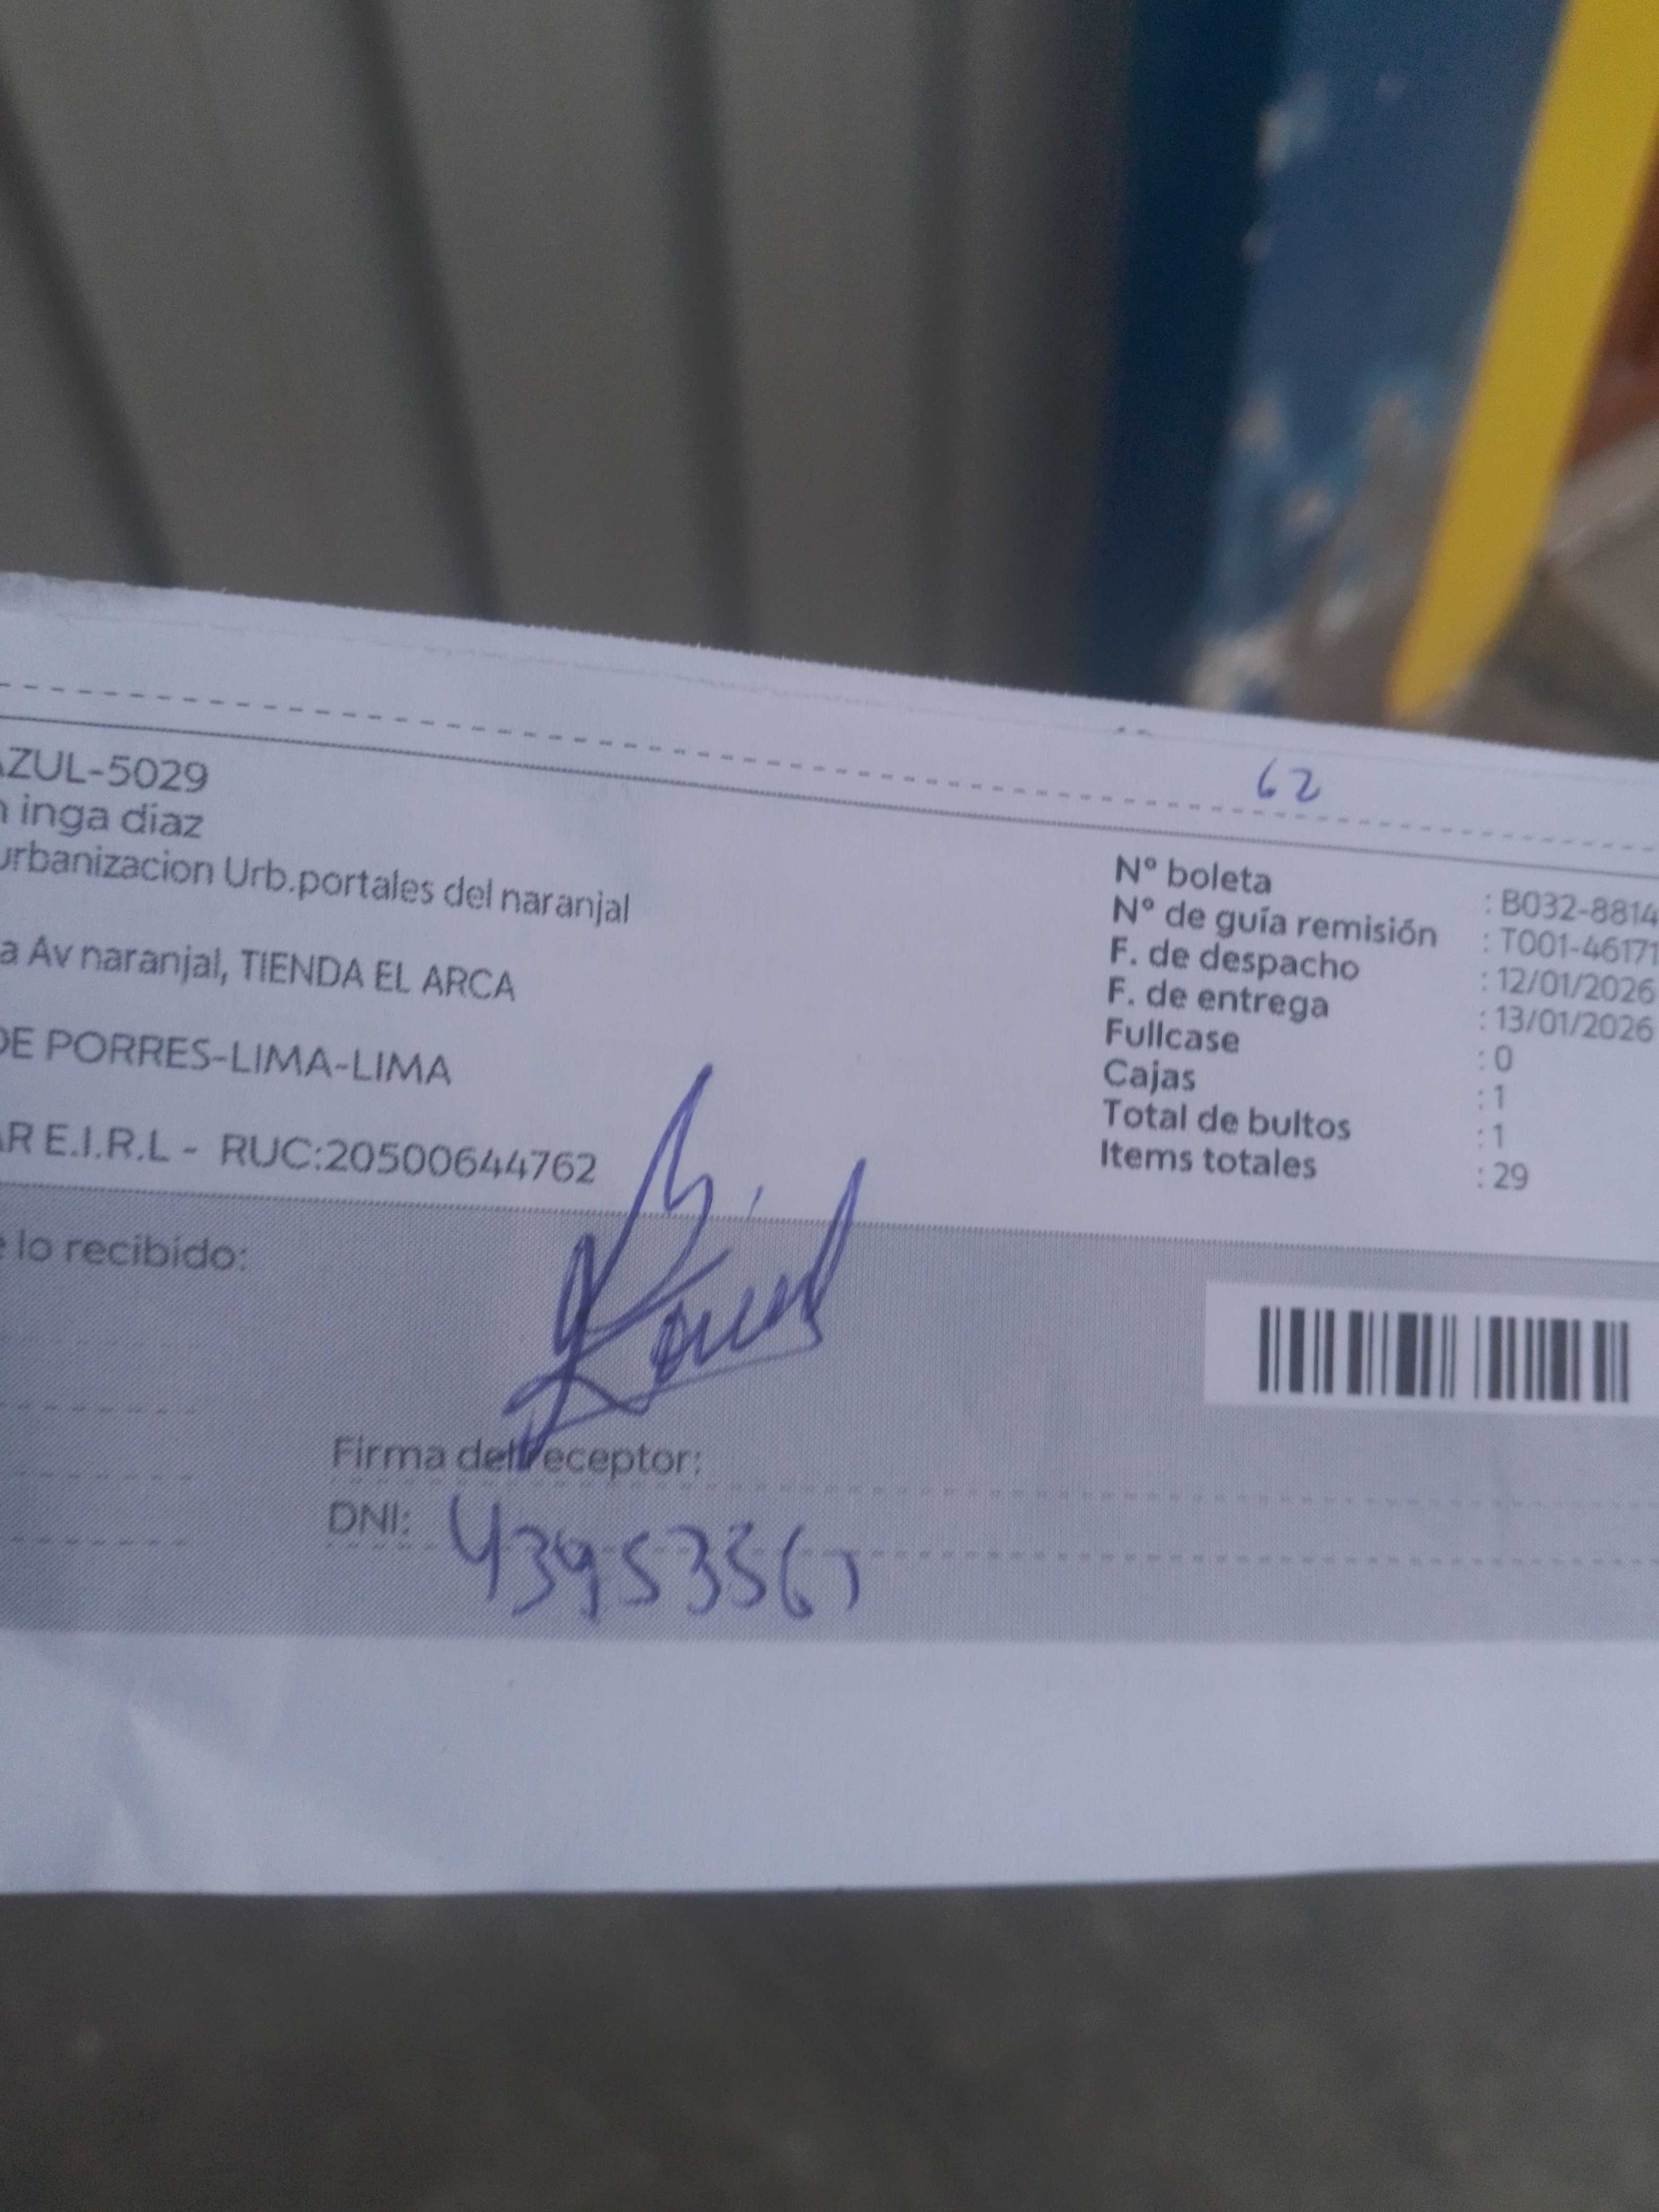 62
AZUL-5029
n inga diaz
urbanizacion Urb.portales del naranjal
a Av naranjal, TIENDA EL ARCA
DE PORRES-LIMA-LIMA
AR E.I.R.L - RUC:20500644762
Nº boleta : B032-8814
Nº de guía remisión : T001-46171
F. de despacho : 12/01/2026
F. de entrega : 13/01/2026
Fullcase : 0
Cajas : 1
Total de bultos : 1
Items totales : 29
e lo recibido:
Firma del receptor:
DNI: